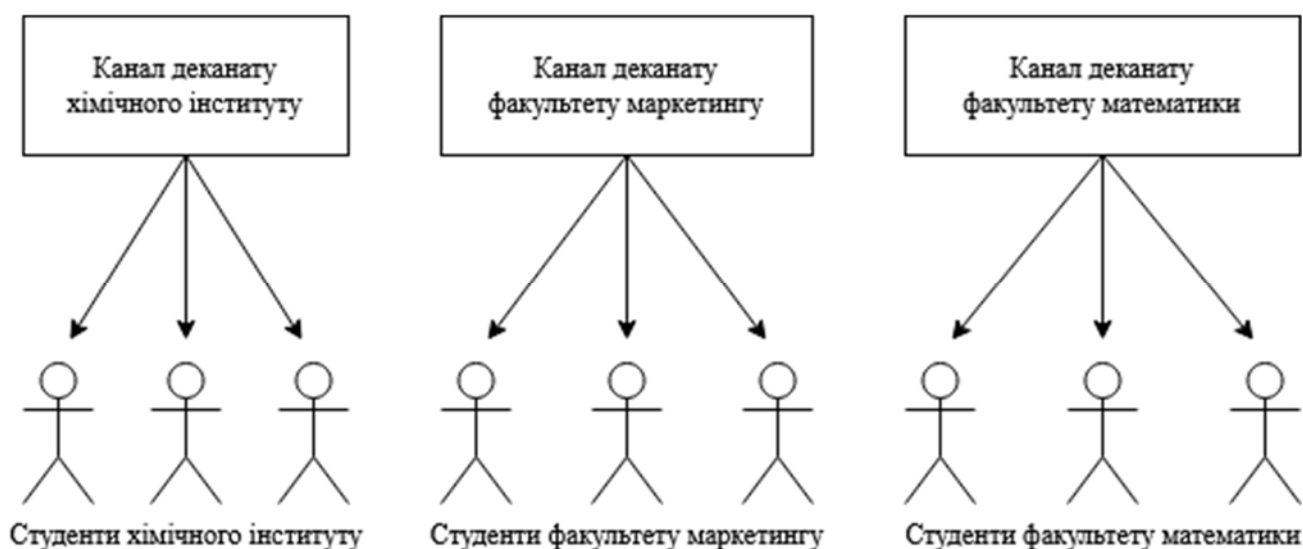 Канал деканату
хімічного інституту
Канал деканату
факультету маркетингу
Канал деканату
факультету математики
Студенти хімічного інституту
Студенти факультету маркетингу
Студенти факультету математики